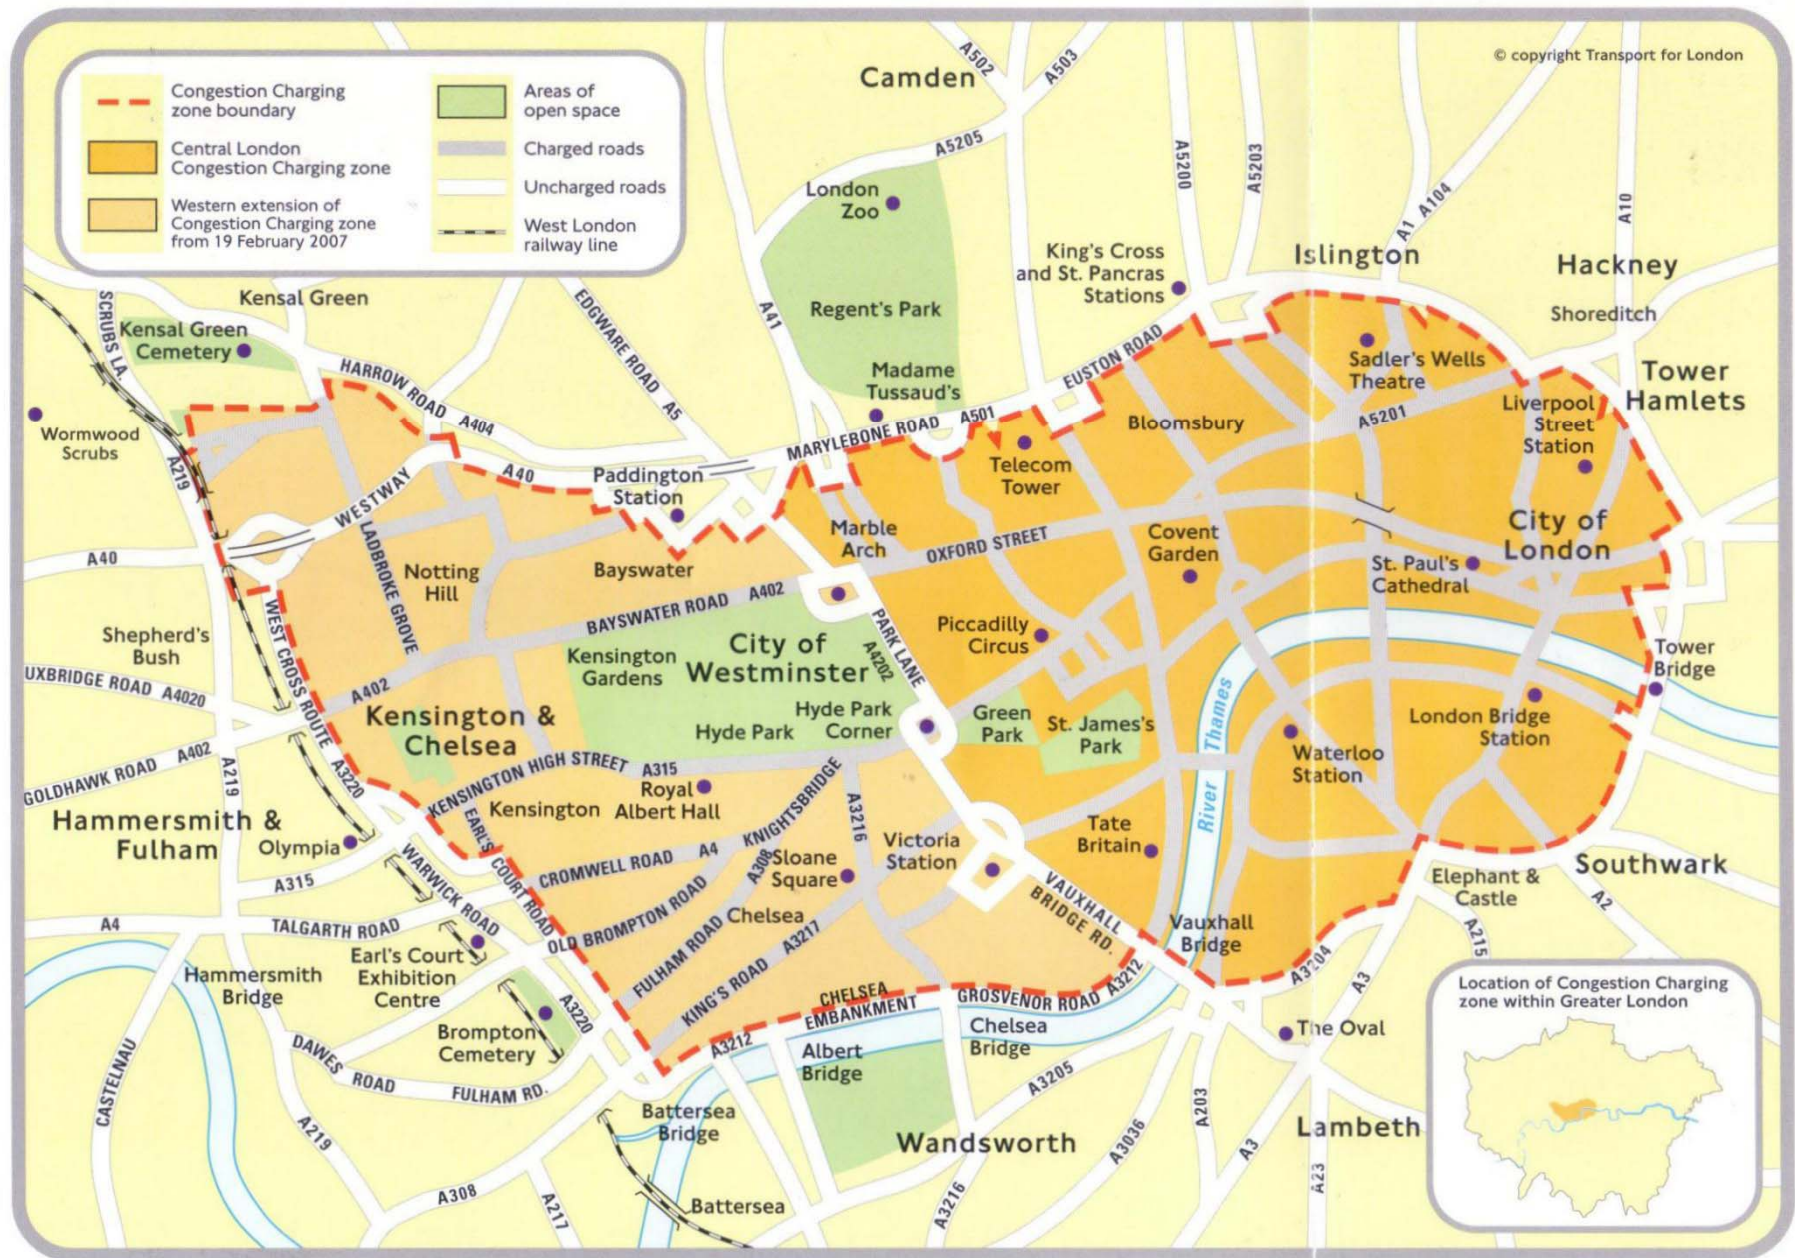 © copyright Transport for London
Congestion Charging
zone boundary
Central London
Congestion Charging zone
Western extension of
Congestion Charging zone
from 19 February 2007
Areas of
open space
Charged roads
Uncharged roads
West London
railway line
Camden
A502
A503
A5205
A5200
A5203
A1
A104
A10
London
Zoo
Regent's Park
A41
King's Cross
and St. Pancras
Stations
Islington
Hackney
Shoreditch
Tower
Hamlets
Kensal Green
SCRUBS LA.
Kensal Green
Cemetery
HARROW ROAD
A404
EDGWARE ROAD A5
Madame
Tussaud's
MARYLEBONE ROAD A501
EUSTON ROAD
Sadler's Wells
Theatre
A5201
Liverpool
Street
Station
Wormwood
Scrubs
A219
Bloomsbury
Telecom
Tower
A40
WESTWAY
Paddington
Station
Marble
Arch
OXFORD STREET
Covent
Garden
City of
London
St. Paul's
Cathedral
A40
LADBROKE GROVE
Notting
Hill
Bayswater
BAYSWATER ROAD A402
PARK LANE
A4202
Piccadilly
Circus
Shepherd's
Bush
WEST CROSS ROUTE A3220
UXBRIDGE ROAD A4020
A402
Kensington
Gardens
City of
Westminster
Hyde Park
Hyde Park
Corner
Green
Park
St. James's
Park
River Thames
Tower
Bridge
London Bridge
Station
Waterloo
Station
GOLDHAWK ROAD A402
A219
Kensington &
Chelsea
KENSINGTON HIGH STREET A315
Kensington
Royal
Albert Hall
KNIGHTSBRIDGE
A3216
Hammersmith &
Fulham
Olympia
A315
EARL'S COURT ROAD
CROMWELL ROAD A4
A308
Sloane
Square
Victoria
Station
Tate
Britain
VAUXHALL
BRIDGE RD.
Vauxhall
Bridge
Elephant &
Castle
Southwark
A2
A215
A4
TALGARTH ROAD
WARWICK ROAD
OLD BROMPTON ROAD
FULHAM ROAD
Chelsea
KING'S ROAD A3217
Hammersmith
Bridge
Earl's Court
Exhibition
Centre
A3220
Brompton
Cemetery
CHELSEA
EMBANKMENT
GROSVENOR ROAD A3212
A3212
Chelsea
Bridge
Albert
Bridge
A3204
A3
The Oval
CASTELNAU
DAWES ROAD
FULHAM RD.
A219
Battersea
Bridge
A3205
A203
A3036
Wandsworth
Lambeth
A3
A23
A308
A217
Battersea
A3216
Location of Congestion Charging
zone within Greater London